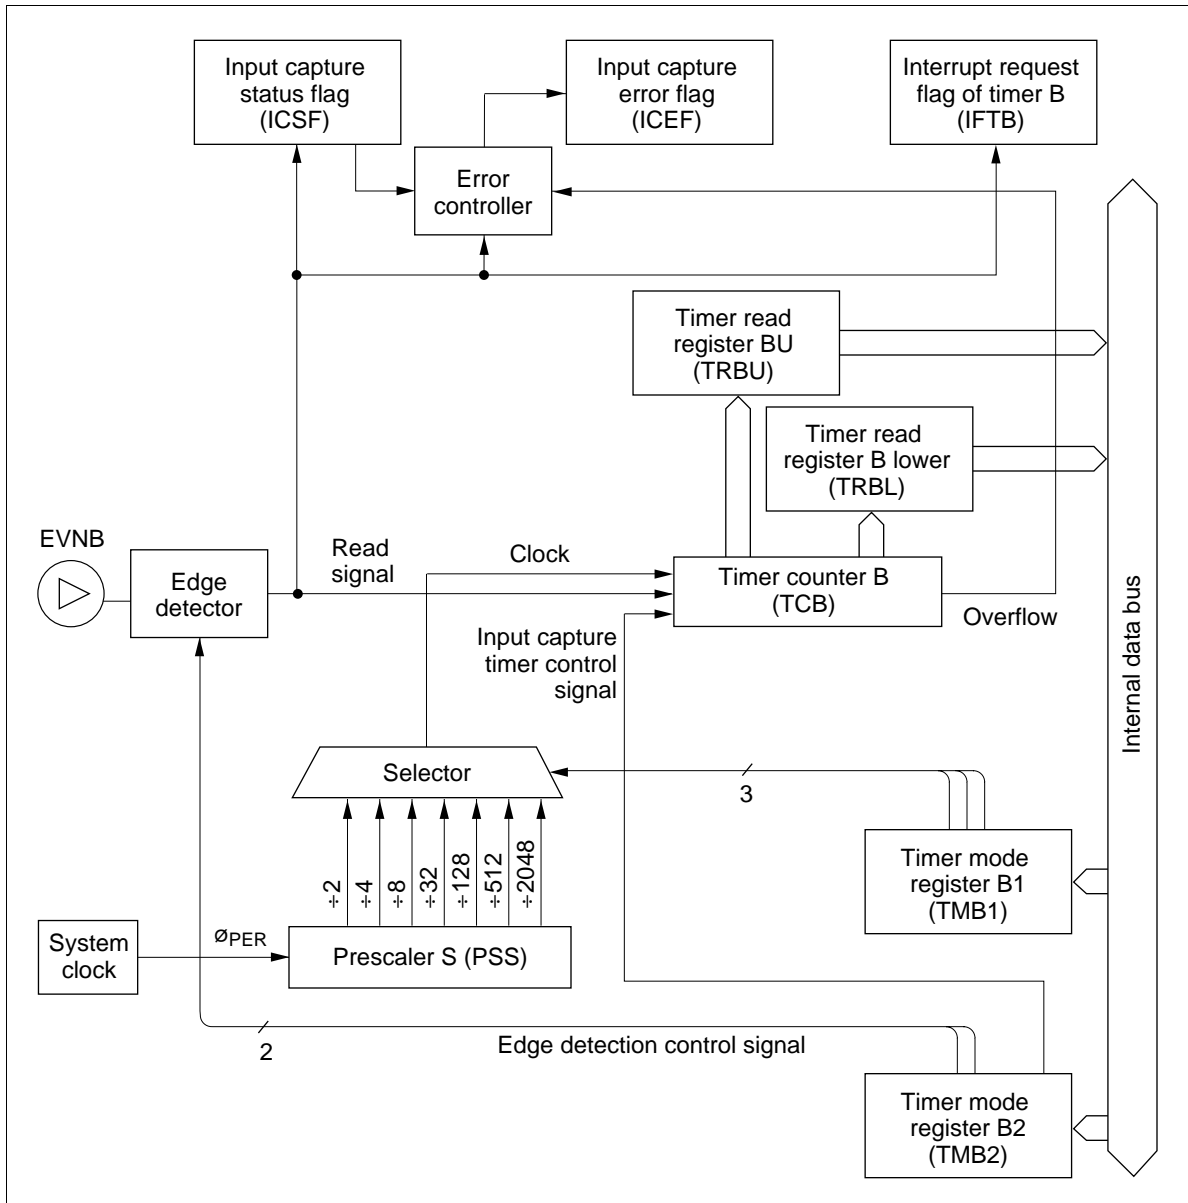 Input capture
status flag
(ICSF)
Input capture
error flag
(ICEF)
Interrupt request
flag of timer B
(IFTB)
Error
controller
Timer read
register BU
(TRBU)
Timer read
register B lower
(TRBL)
EVNB
Edge
detector
Read
signal
Clock
Timer counter B
(TCB)
Overflow
Input capture
timer control
signal
Internal data bus
Selector
3
÷2
÷4
÷8
÷32
÷128
÷512
÷2048
Timer mode
register B1
(TMB1)
System
clock
øPER
Prescaler S (PSS)
2
Edge detection control signal
Timer mode
register B2
(TMB2)